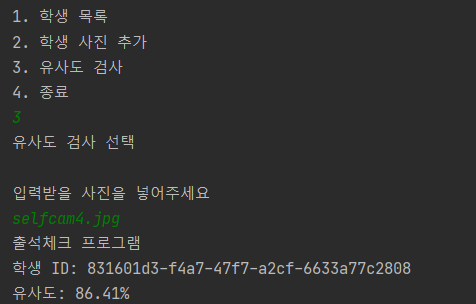 1. 학생 목록
2. 학생 사진 추가
3. 유사도 검사
4. 종료
3
유사도 검사 선택
입력받을 사진을 넣어주세요
selfcam4.jpg
출석체크 프로그램
학생 ID: 831601d3-f4a7-47f7-a2cf-6633a77c2808
유사도: 86.41%